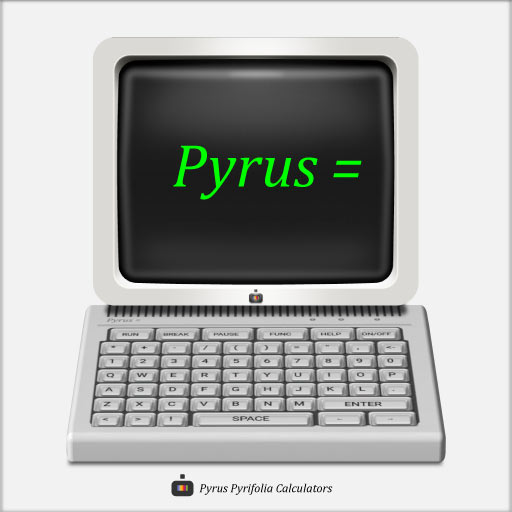 Pyrus =
Pyrus =
RUN BREAK PAUSE FUNC HELP ON/OFF
1 2 3 4 5 6 7 8 9 0
Q W E R T Y U I O P
A S D F G H J K L
Z X C V B N M ENTER
< > ! SPACE ← →
Pyrus Pyrifolia Calculators